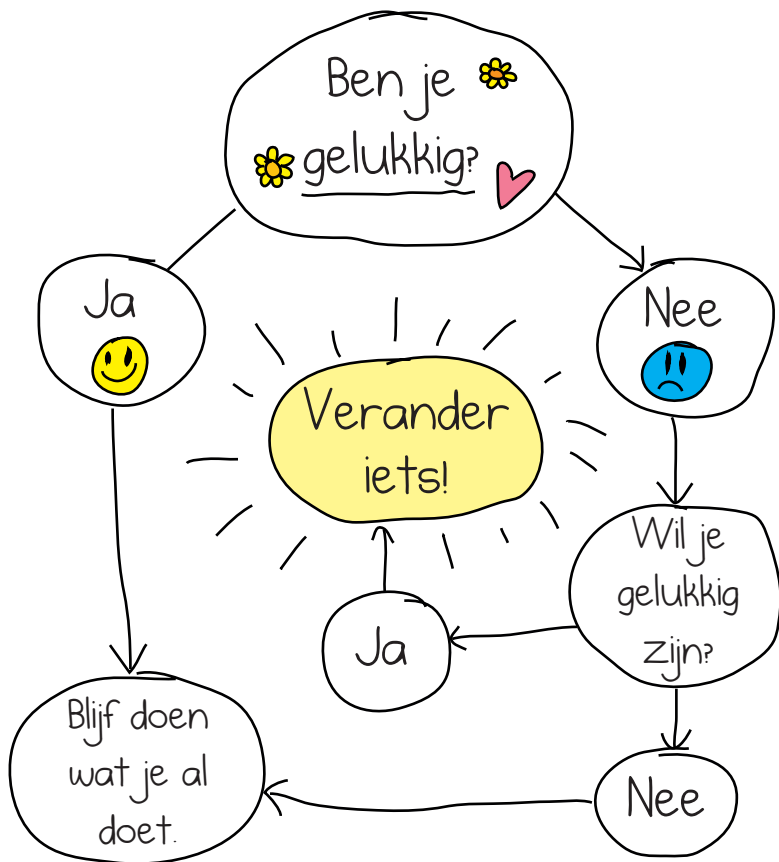 Ben je
gelukkig?
Ja
Nee
Verander
iets!
Wil je
gelukkig
zijn?
Ja
Blijf doen
wat je al
doet.
Nee